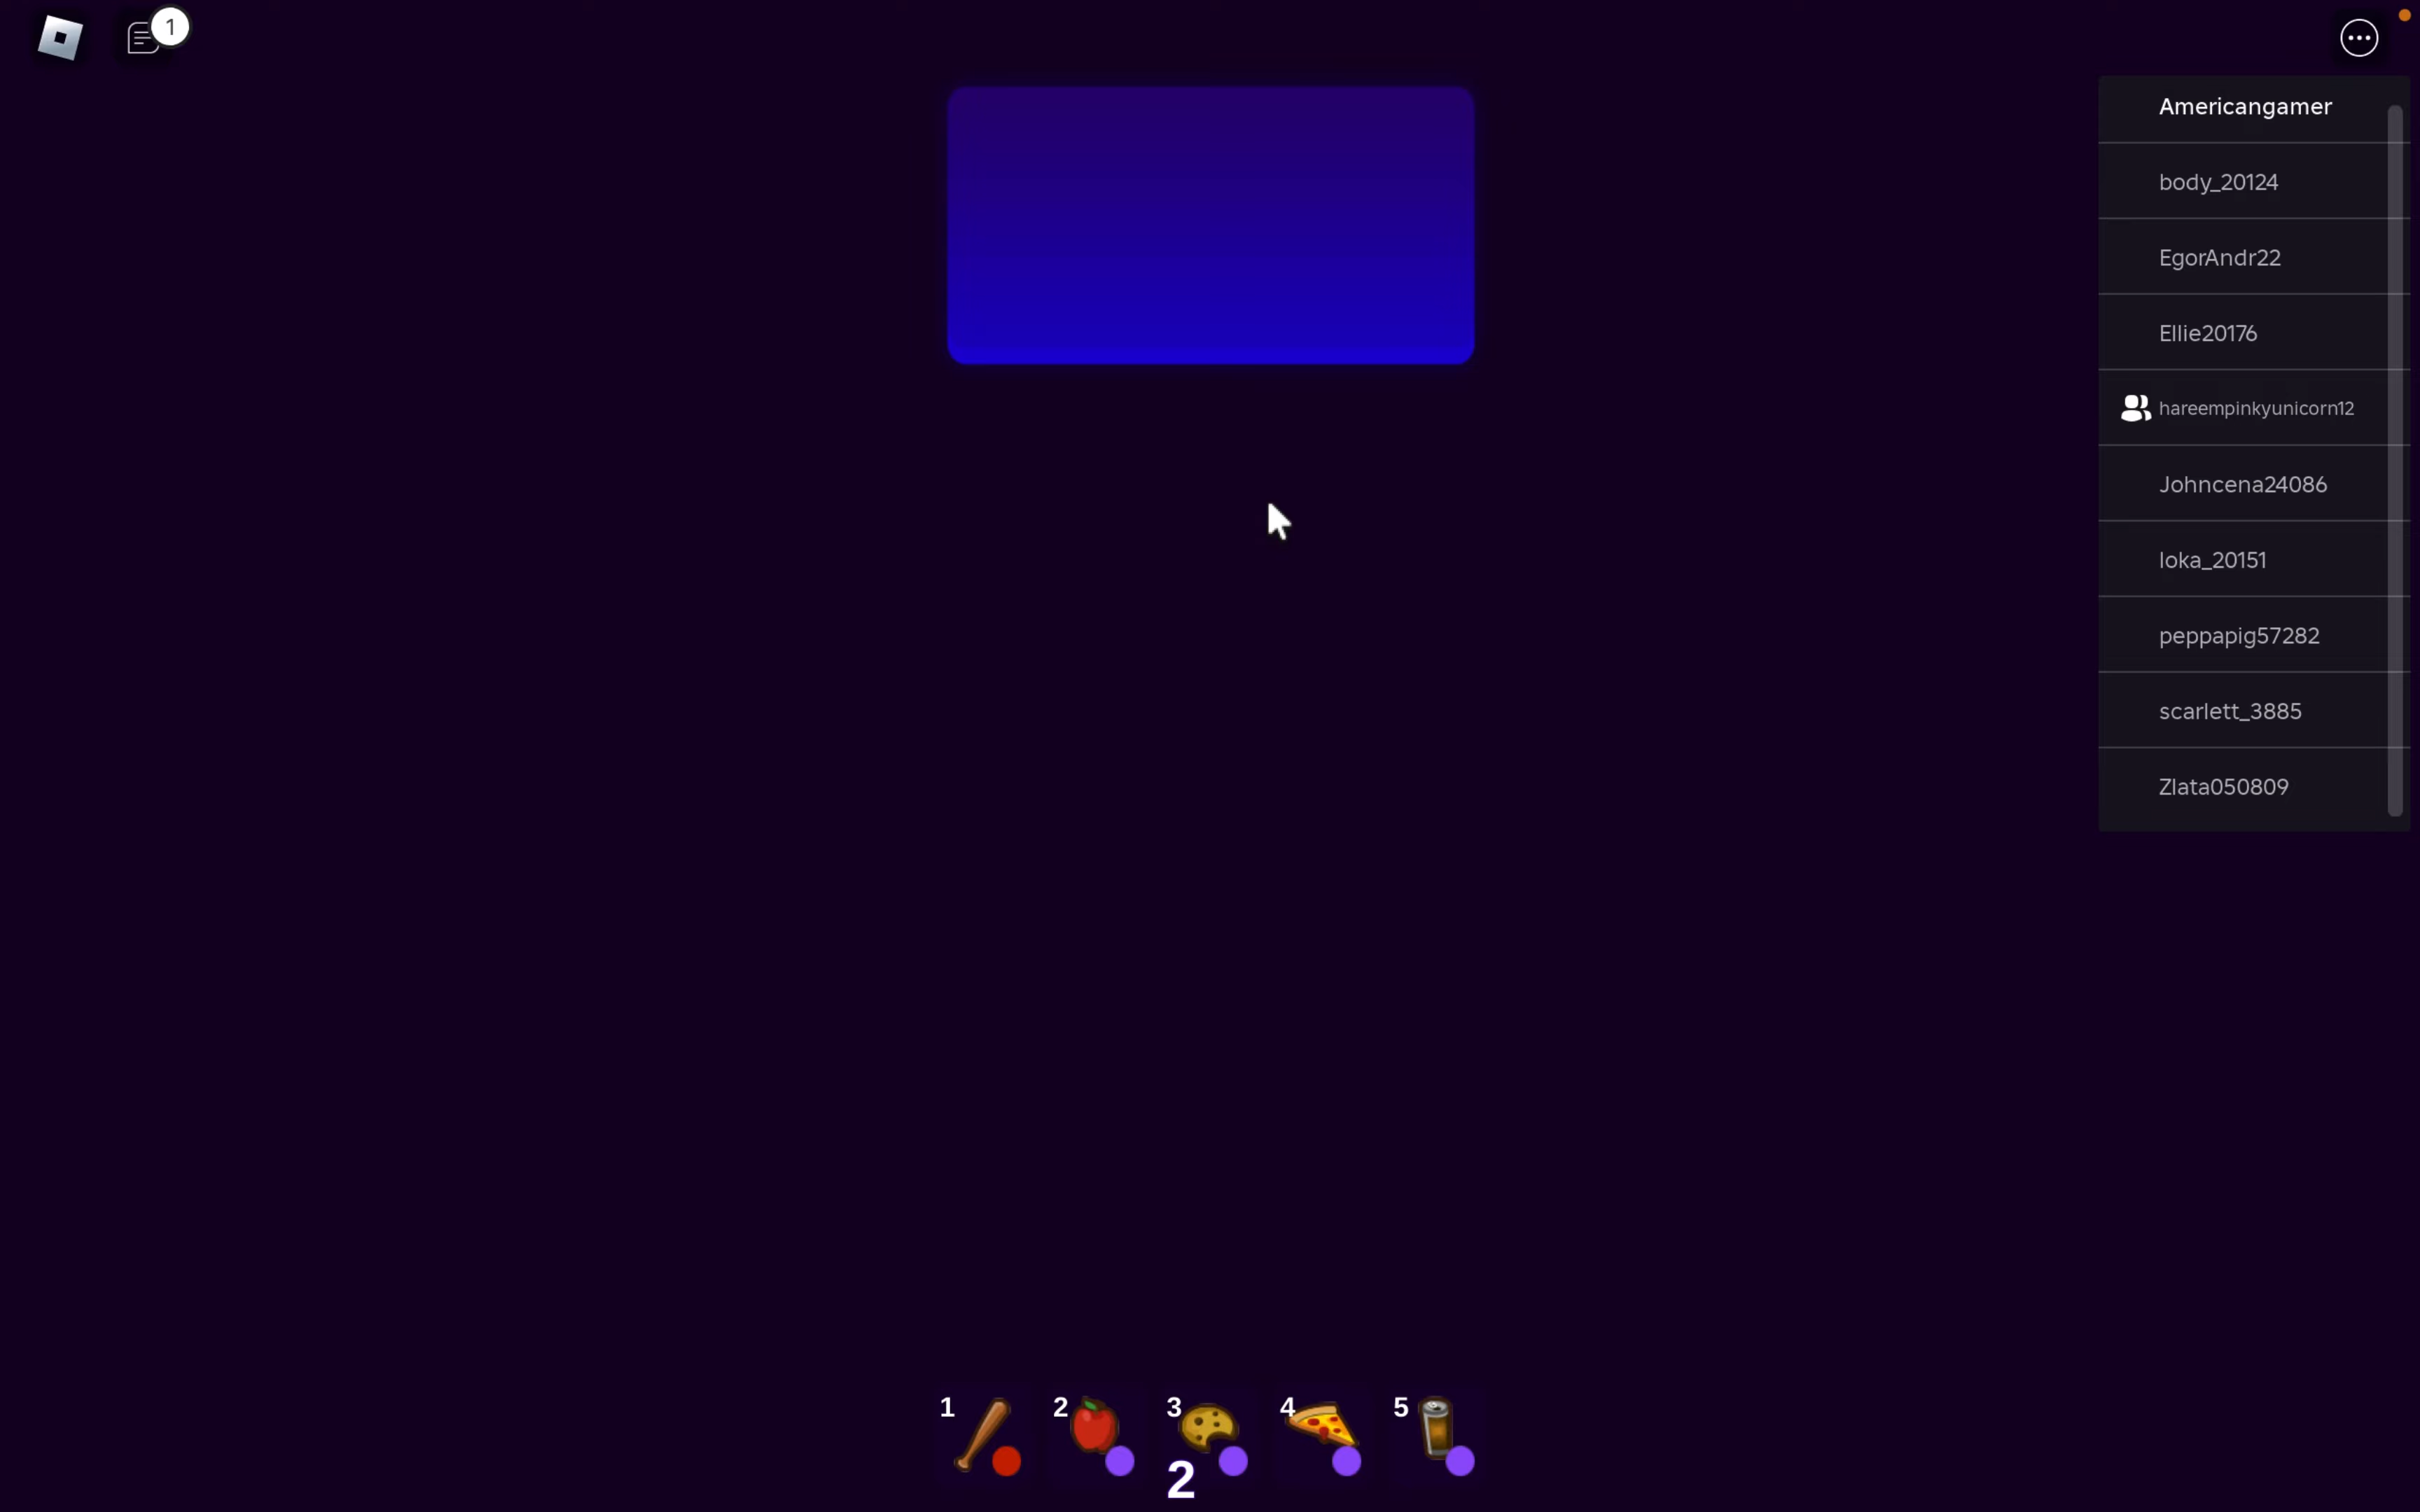 1
Americangamer
body_20124
EgorAndr22
Ellie20176
hareempinkyunicorn12
Johncena24086
loka_20151
peppapig57282
scarlett_3885
Zlata050809
1 2 3 4 5
2